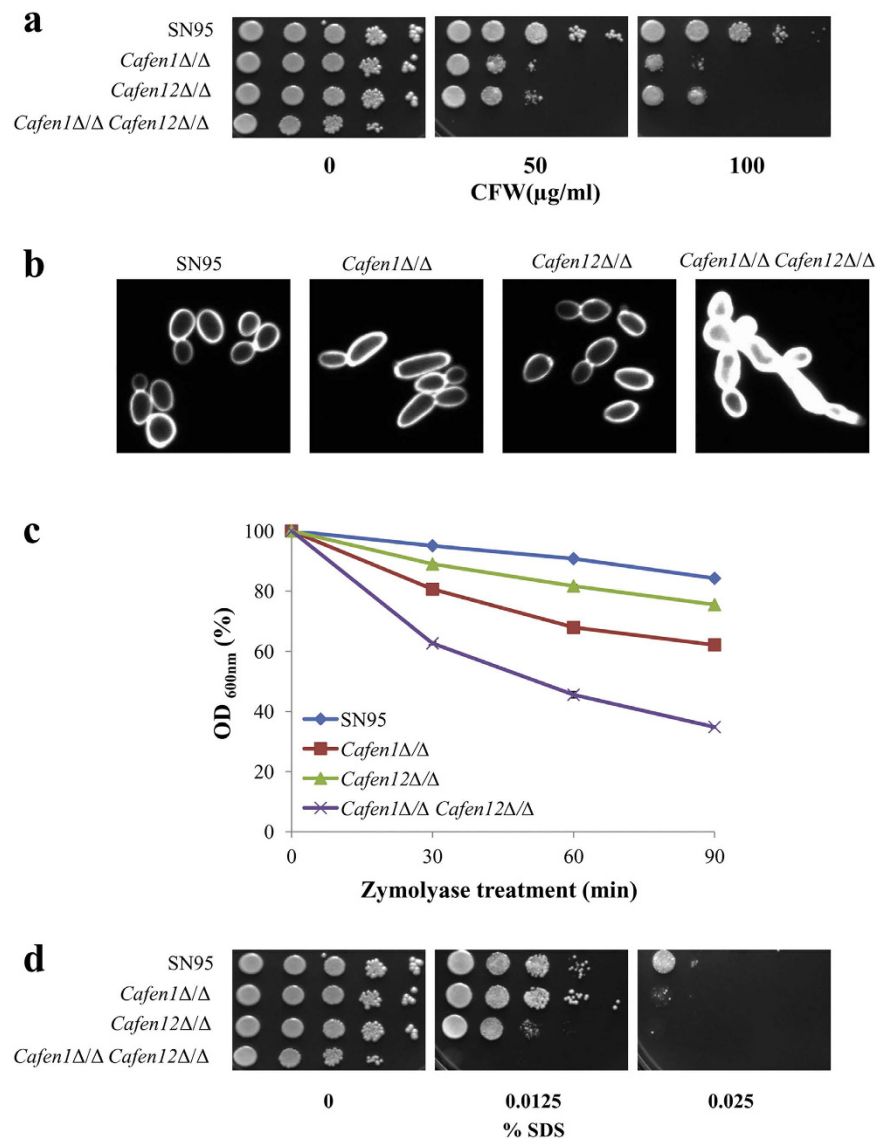 a
SN95
Cafen1Δ/Δ
Cafen12Δ/Δ
Cafen1Δ/Δ Cafen12Δ/Δ
0 50 100
CFW(μg/ml)
b
SN95 Cafen1Δ/Δ Cafen12Δ/Δ Cafen1Δ/Δ Cafen12Δ/Δ
c
100
80
60
40
20
0
OD 600nm (%)
SN95
Cafen1Δ/Δ
Cafen12Δ/Δ
Cafen1Δ/Δ Cafen12Δ/Δ
0 30 60 90
Zymolyase treatment (min)
d
SN95
Cafen1Δ/Δ
Cafen12Δ/Δ
Cafen1Δ/Δ Cafen12Δ/Δ
0 0.0125 0.025
% SDS